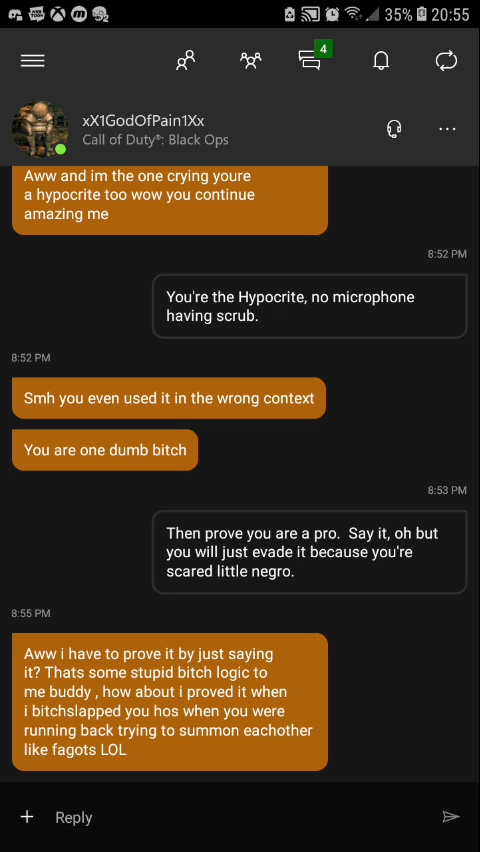 WEB
TOON
35% 20:55
4
xX1GodOfPain1Xx
Call of Duty®: Black Ops
Aww and im the one crying youre
a hypocrite too wow you continue
amazing me
8:52 PM
You're the Hypocrite, no microphone
having scrub.
8:52 PM
Smh you even used it in the wrong context
You are one dumb bitch
8:53 PM
Then prove you are a pro.  Say it, oh but
you will just evade it because you're
scared little negro.
8:55 PM
Aww i have to prove it by just saying
it? Thats some stupid bitch logic to
me buddy , how about i proved it when
i bitchslapped you hos when you were
running back trying to summon eachother
like fagots LOL
Reply